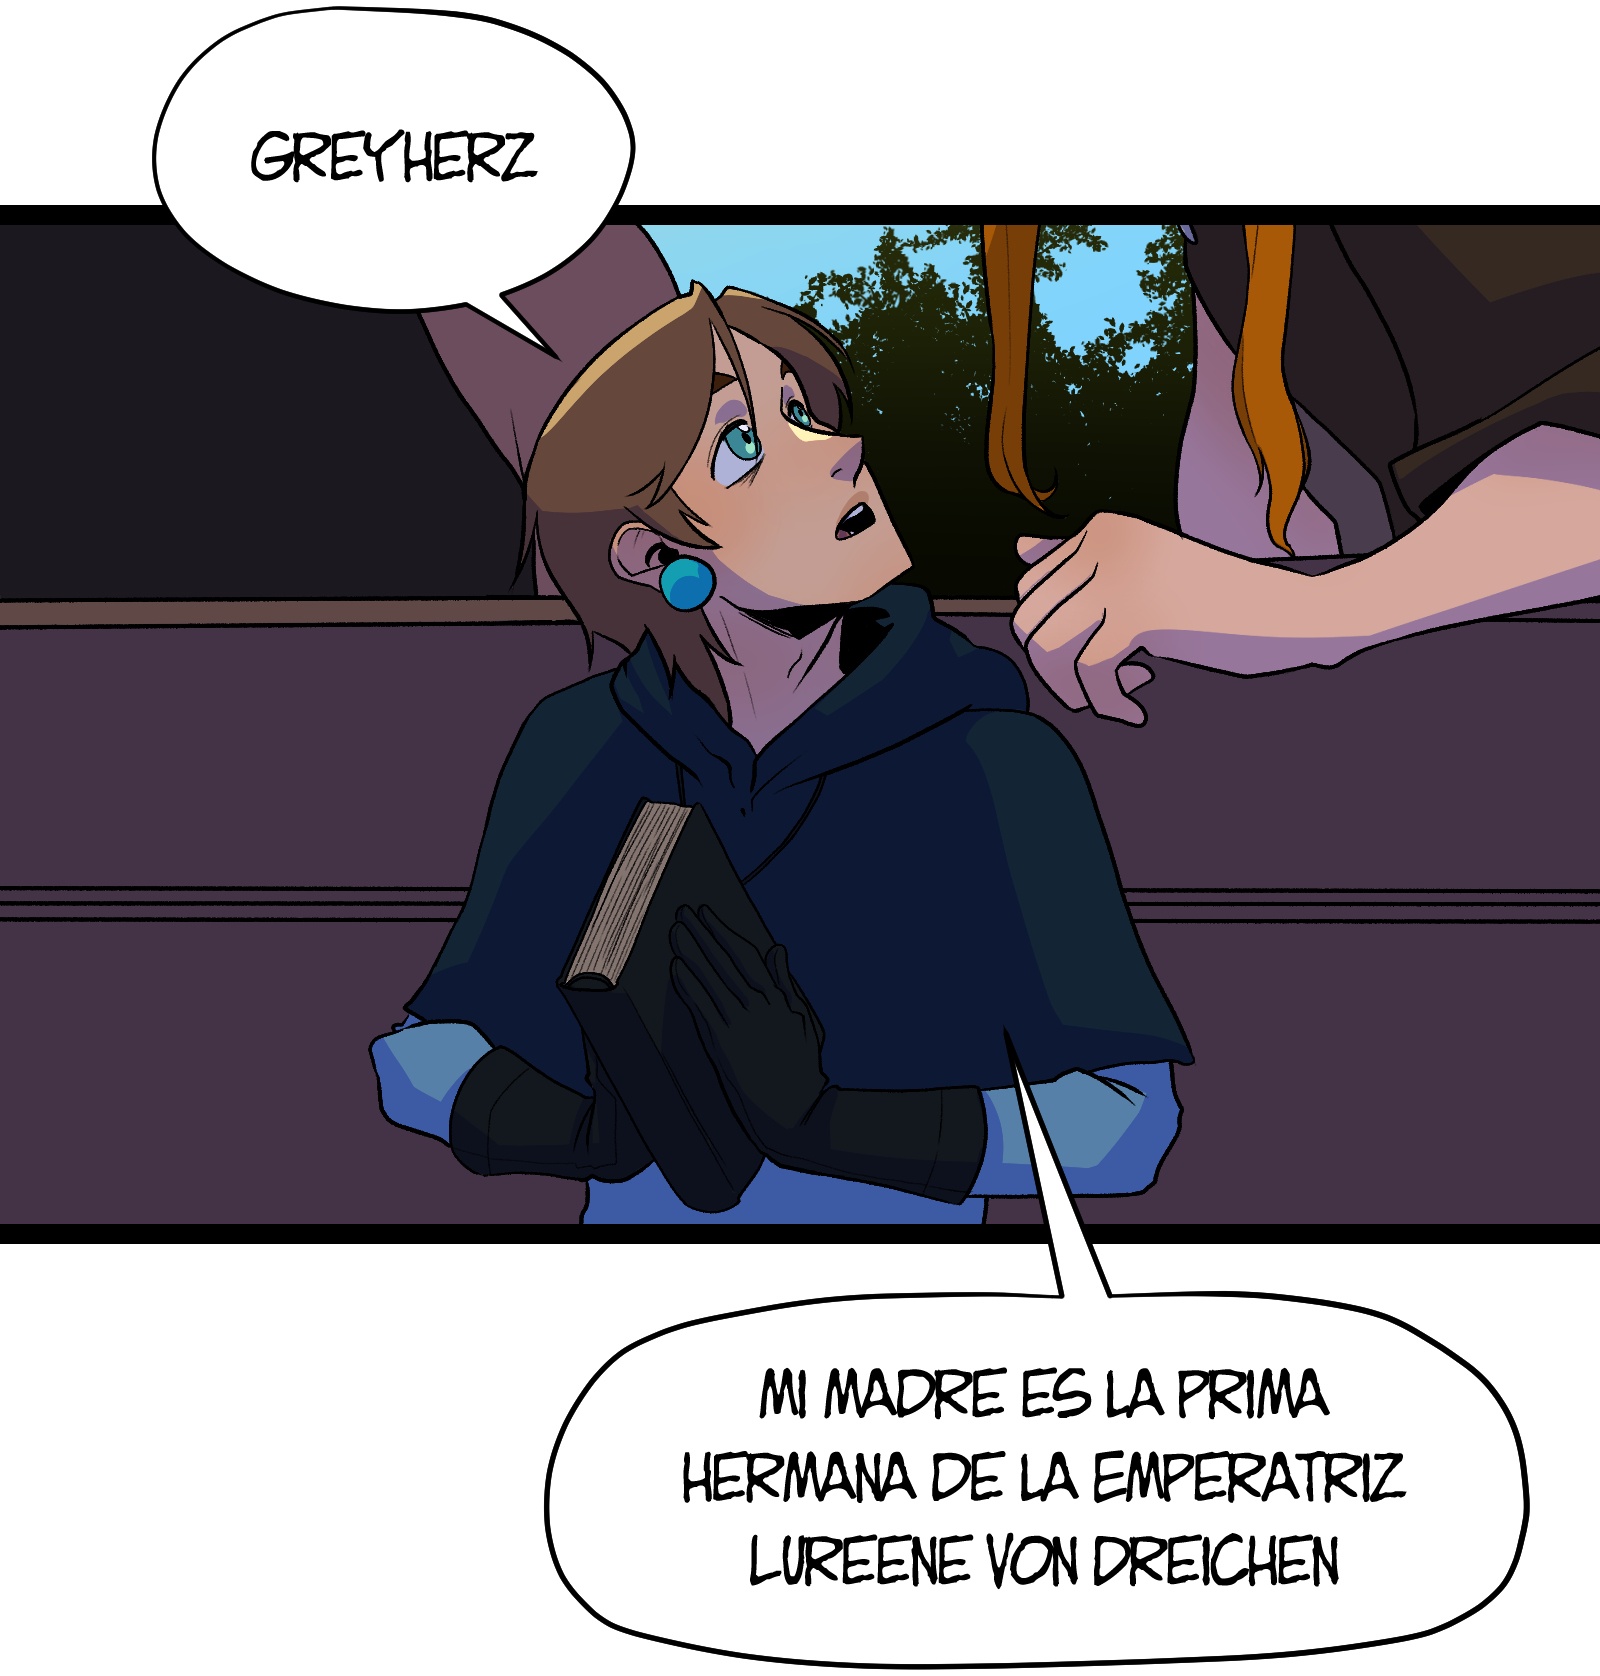 GREYHERZ
MI MADRE ES LA PRIMA
HERMANA DE LA EMPERATRIZ
LUREENE VON DREICHEN